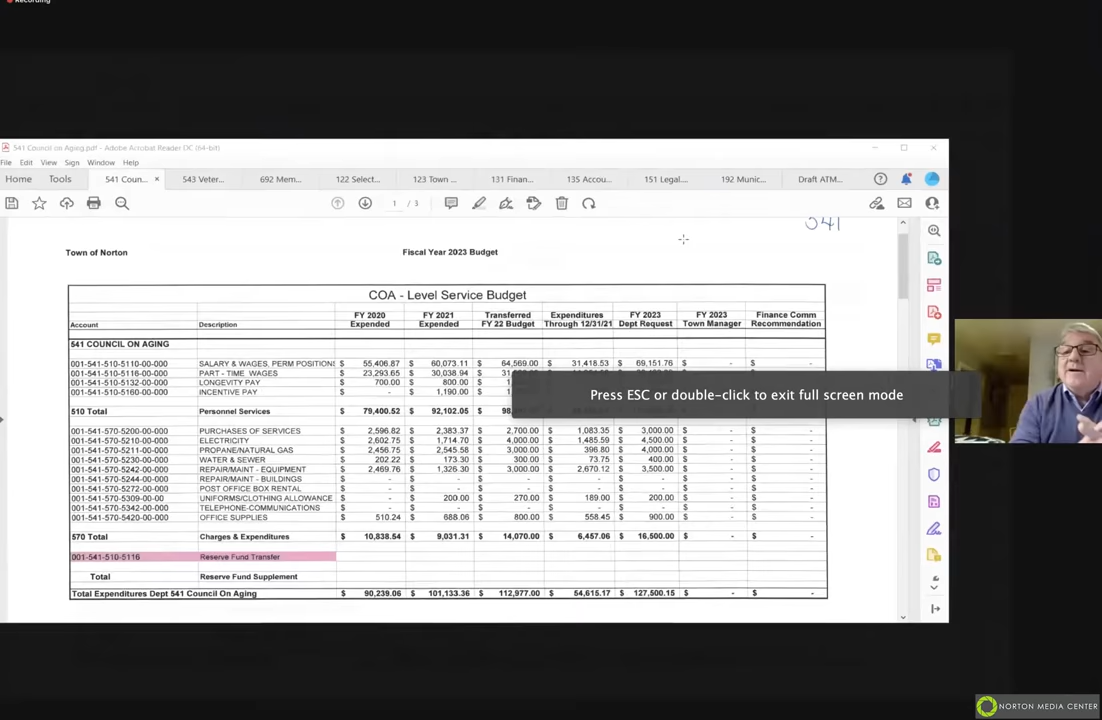 Recording
541 Council on Aging.pdf - Adobe Acrobat Reader DC (64-bit)
File Edit View Sign Window Help
Home Tools 541 Coun... × 543 Veter... 692 Mem... 122 Select... 123 Town ... 131 Finan... 135 Accou... 151 Legal.... 192 Munic... Draft ATM...
1 / 3
541
Town of Norton Fiscal Year 2023 Budget
COA - Level Service Budget
FY 2020 FY 2021 Transferred Expenditures FY 2023 FY 2023 Finance Comm
Account Description Expended Expended FY 22 Budget Through 12/31/21 Dept Request Town Manager Recommendation
541 COUNCIL ON AGING
001-541-510-5110-00-000 SALARY & WAGES, PERM POSITIONS $ 55,406.87 $ 60,073.11 $ 64,569.00 $ 31,418.53 $ 69,151.76 $ - $ -
001-541-510-5118-00-000 PART - TIME WAGES 23,293.65 30,038.94
001-541-510-5132-00-000 LONGEVITY PAY 700.00 800.00
001-541-510-5160-00-000 INCENTIVE PAY - 1,190.00
Press ESC or double-click to exit full screen mode
510 Total Personnel Services $ 79,400.52 $ 92,102.05 $
001-541-570-5200-00-000 PURCHASES OF SERVICES $ 2,596.82 $ 2,383.37 $ 2,700.00 $ 1,083.35 $ 3,000.00 $ - $ -
001-541-570-5210-00-000 ELECTRICITY $ 2,602.75 $ 1,714.70 $ 4,000.00 $ 1,485.59 $ 4,500.00 $ - $ -
001-541-570-5211-00-000 PROPANE/NATURAL GAS $ 2,456.75 $ 2,545.58 $ 3,000.00 $ 396.80 $ 4,000.00 $ - $ -
001-541-570-5230-00-000 WATER & SEWER $ 202.22 $ 173.30 $ 300.00 $ 73.75 $ 400.00 $ - $ -
001-541-570-5242-00-000 REPAIR/MAINT - EQUIPMENT $ 2,469.76 $ 1,326.30 $ 3,000.00 $ 2,670.12 $ 3,500.00 $ - $ -
001-541-570-5244-00-000 REPAIR/MAINT - BUILDINGS $ - $ - $ - $ - $ - $ - $ -
001-541-570-5272-00-000 POST OFFICE BOX RENTAL $ - $ - $ - $ - $ - $ - $ -
001-541-570-5309-00-00 UNIFORMS/CLOTHING ALLOWANCE $ - $ 200.00 $ 270.00 $ 189.00 $ 200.00 $ - $ -
001-541-570-5342-00-000 TELEPHONE-COMMUNICATIONS $ - $ - $ - $ - $ - $ - $ -
001-541-570-5420-00-000 OFFICE SUPPLIES $ 510.24 $ 688.06 $ 800.00 $ 558.45 $ 900.00 $ - $ -
570 Total Charges & Expenditures $ 10,838.54 $ 9,031.31 $ 14,070.00 $ 6,457.06 $ 16,500.00 $ - $ -
001-541-510-5116 Reserve Fund Transfer
Total Reserve Fund Supplement
Total Expenditures Dept 541 Council On Aging $ 90,239.06 $ 101,133.36 $ 112,977.00 $ 54,615.17 $ 127,500.15 $ - $ -
NORTON MEDIA CENTER